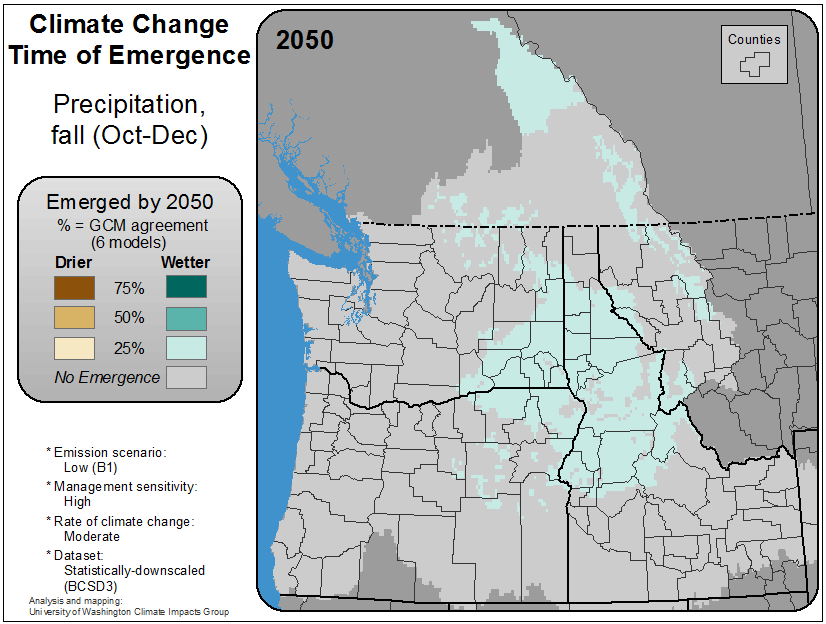 Climate Change
Time of Emergence
Precipitation,
fall (Oct-Dec)
Emerged by 2050
% = GCM agreement
(6 models)
Drier Wetter
75%
50%
25%
No Emergence
* Emission scenario:
Low (B1)
* Management sensitivity:
High
* Rate of climate change:
Moderate
* Dataset:
Statistically-downscaled
(BCSD3)
Analysis and mapping:
University of Washington Climate Impacts Group
2050
Counties